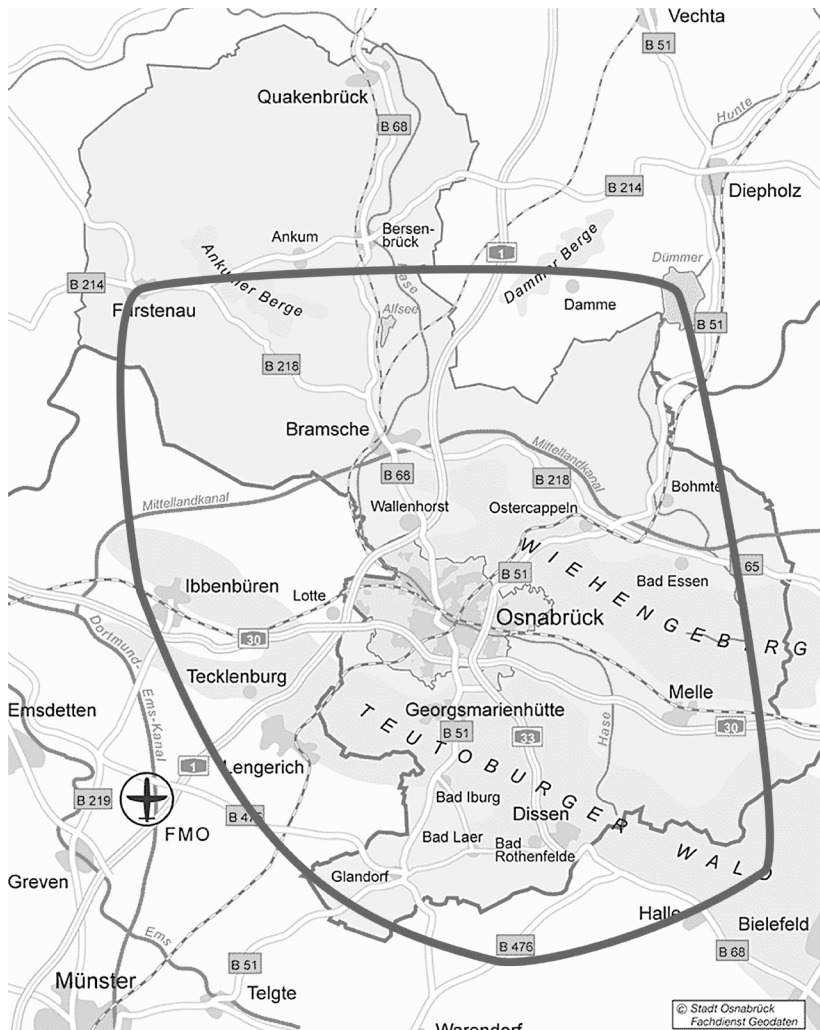 Vechta
B 51
Quakenbrück
Hunte
B 68
B 214
Diepholz
Ankum
Bersen-
brück
Ankumer Berge
1
Dammer Berge
Dümmer
B 214
Hase
Damme
Fürstenau
Alfsee
B 51
B 218
Bramsche
Mittellandkanal
B 68
B 218
Bohmte
Mittellandkanal
Wallenhorst
Ostercappeln
WIEHENGEBIRG
B 51
Bad Essen
65
Ibbenbüren
Lotte
Osnabrück
30
Dortmund-
Ems-Kanal
Tecklenburg
Melle
Emsdetten
Georgsmarienhütte
TEUTOBURGER WALD
B 51
33
Hase
30
1
Lengerich
B 219
FMO
B 475
Bad Iburg
Dissen
Bad Laer
Bad
Rothenfelde
Greven
Glandorf
Halle
Ems
B 476
Bielefeld
B 68
B 51
Münster
Telgte
Warendorf
© Stadt Osnabrück
Fachdienst Geodaten